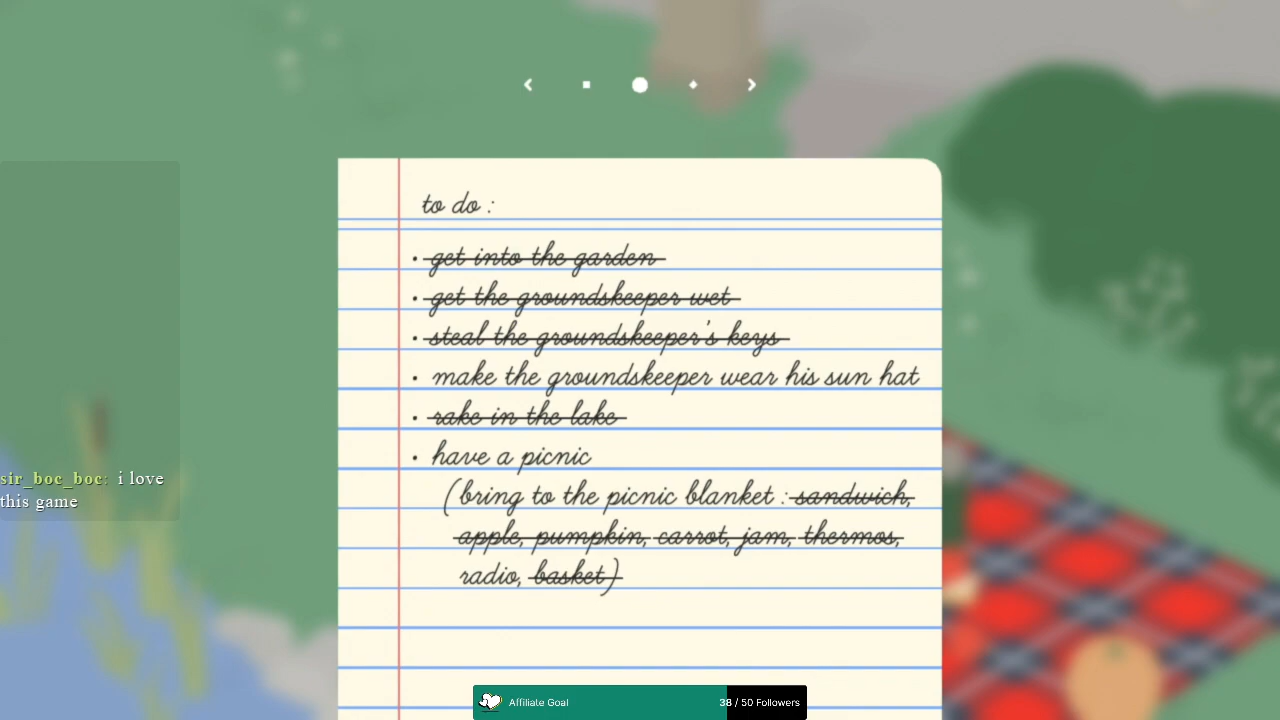 to do :
• get into the garden
• get the groundskeeper wet
• steal the groundskeeper's keys
• make the groundskeeper wear his sun hat
• rake in the lake
• have a picnic
(bring to the picnic blanket : sandwich,
apple, pumpkin, carrot, jam, thermos,
radio, basket)
sir_boc_boc: i love
this game
Affiliate Goal 38 / 50 Followers